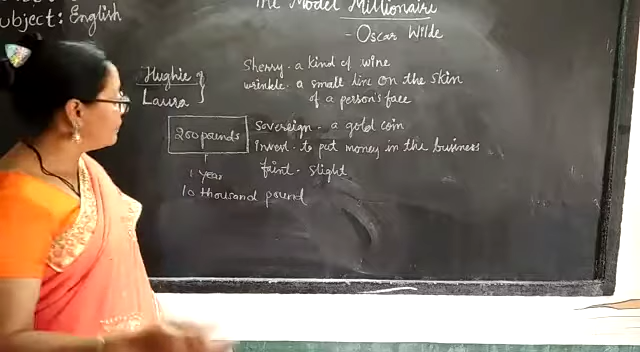 The Model Millionaire
ubject: English
- Oscar Wilde
Hughie
Laura
Sherry - a kind of wine
wrinkle - a small line on the skin
of a person's face
200 pounds
Sovereign - a gold coin
Invest - to put money in the business
faint - slight
1 year
10 thousand pound